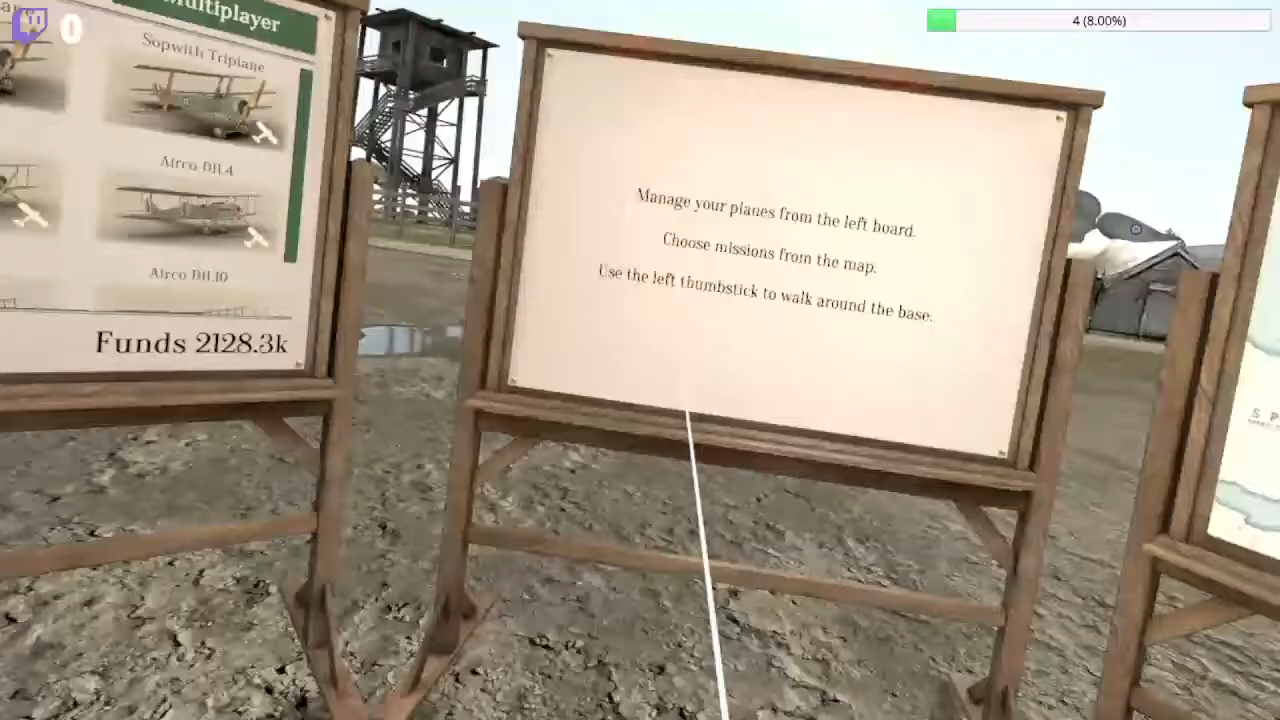 0
4 (8.00%)
Multiplayer
Sopwith Triplane
Airco DH.4
Airco DH.10
Funds 2128.3k
Manage your planes from the left board.
Choose missions from the map.
Use the left thumbstick to walk around the base.
S P